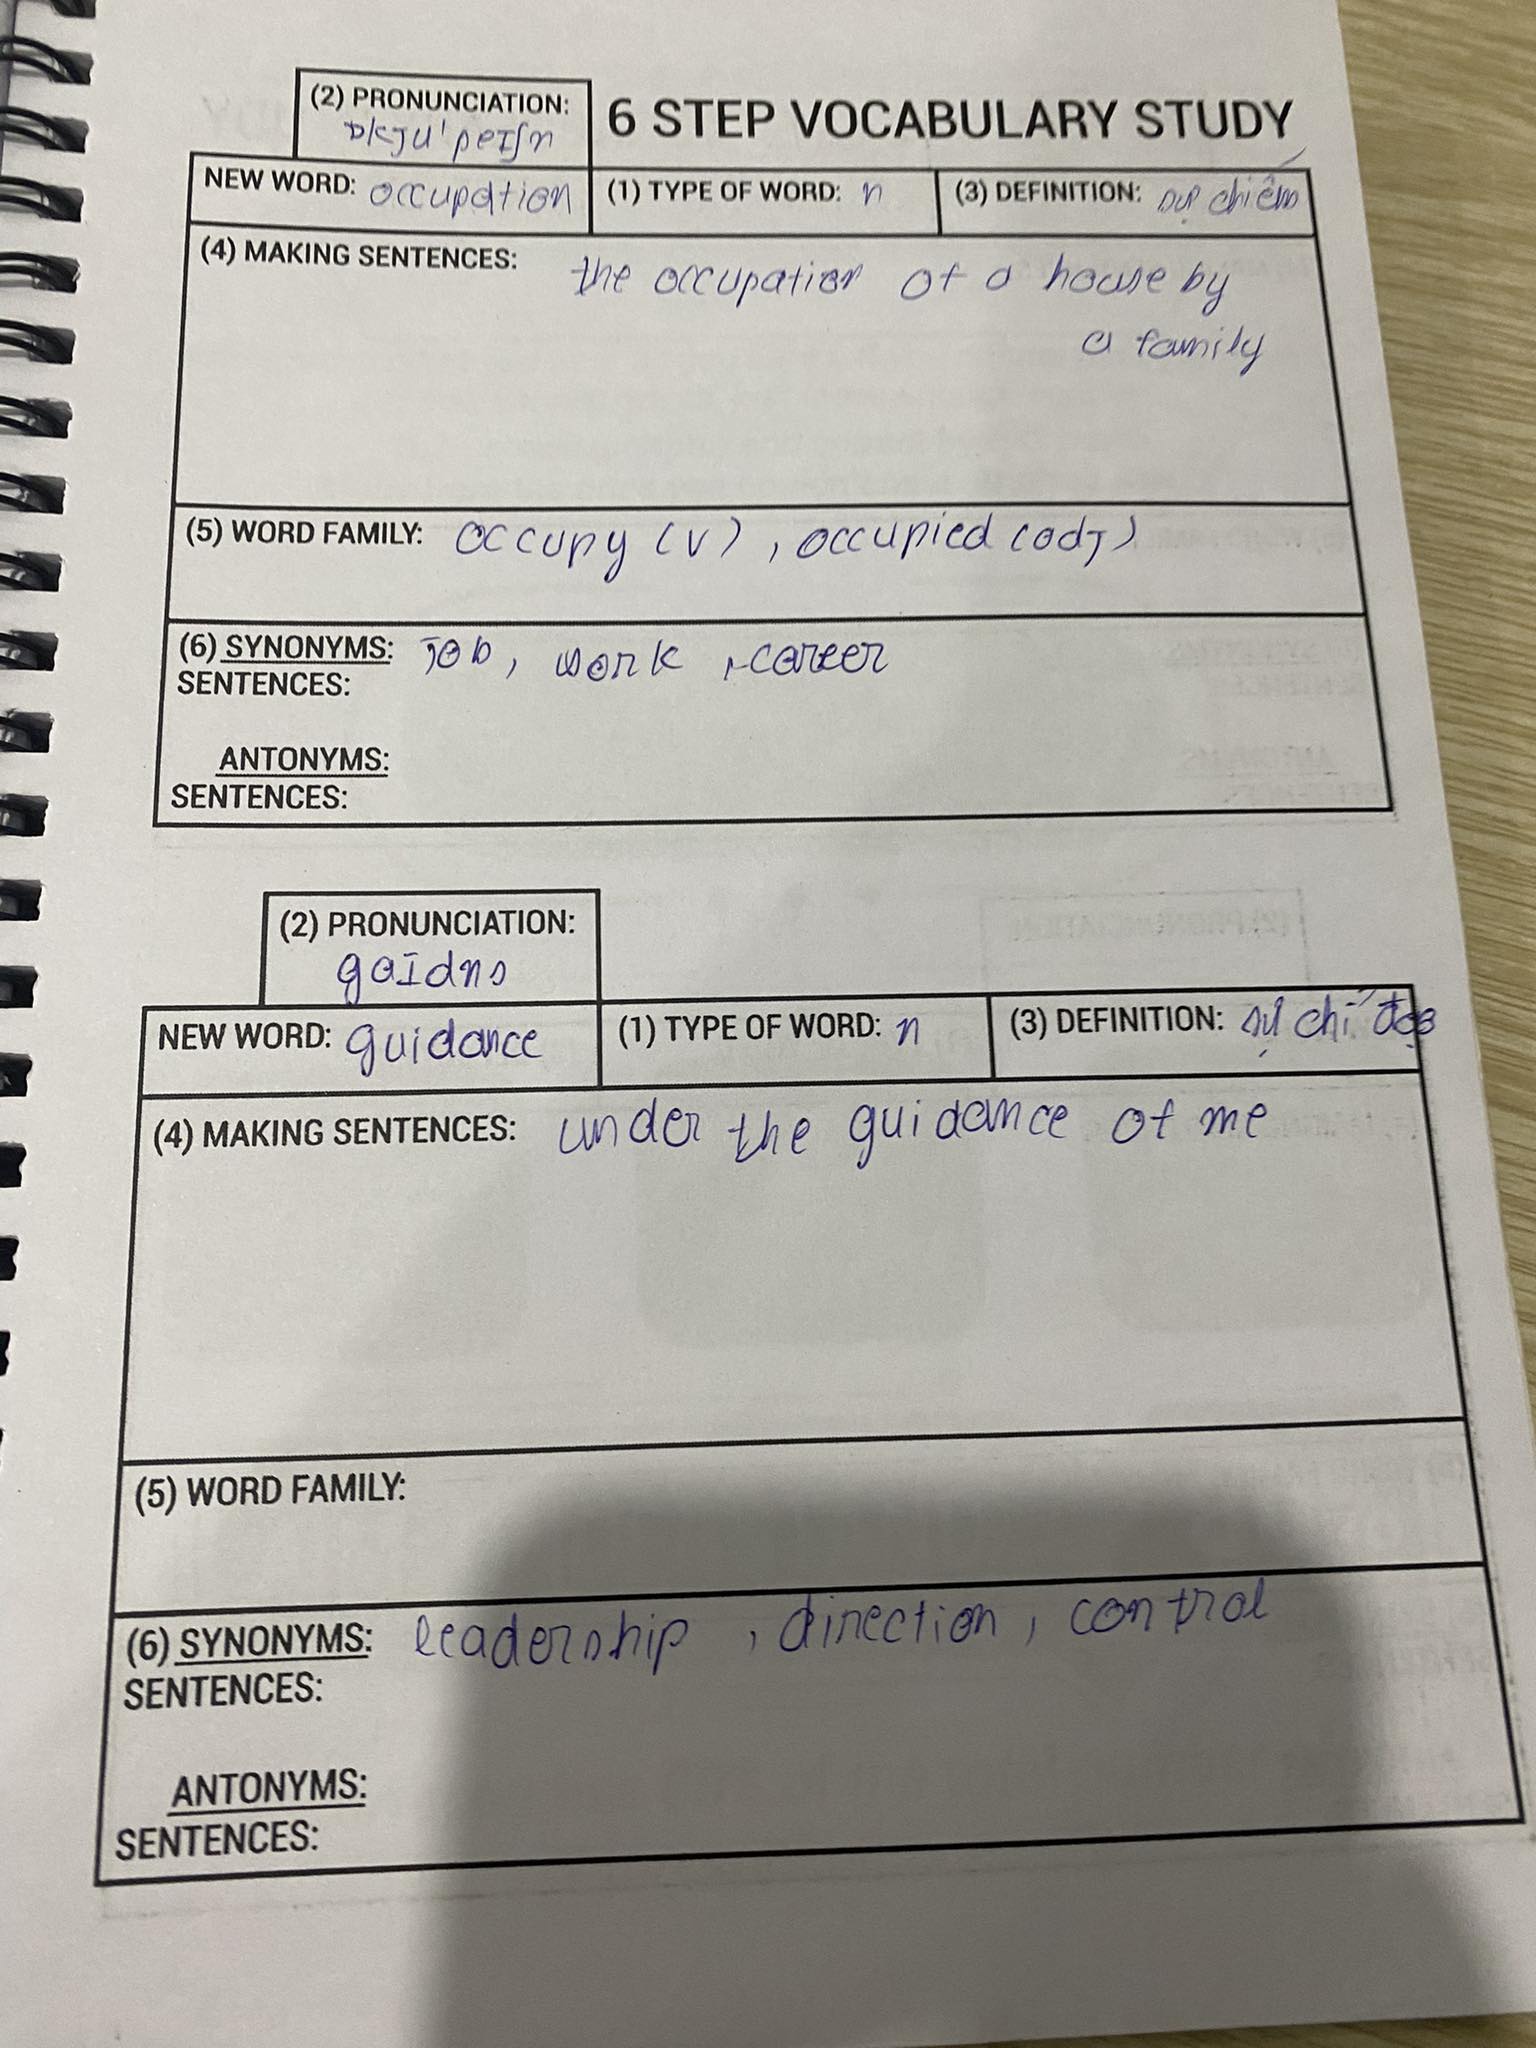 (2) PRONUNCIATION:
ɒkjʊ'peɪʃn
6 STEP VOCABULARY STUDY
NEW WORD: occupation
(1) TYPE OF WORD: n
(3) DEFINITION: sự chiếm
(4) MAKING SENTENCES: the occupation of a house by
a family
(5) WORD FAMILY: occupy (v), occupied (adj)
(6) SYNONYMS: job, work, career
SENTENCES:
ANTONYMS:
SENTENCES:
(2) PRONUNCIATION:
gaɪdns
NEW WORD: guidance
(1) TYPE OF WORD: n
(3) DEFINITION: sự chỉ đạo
(4) MAKING SENTENCES: under the guidance of me
(5) WORD FAMILY:
(6) SYNONYMS: leadership, direction, control
SENTENCES:
ANTONYMS:
SENTENCES: